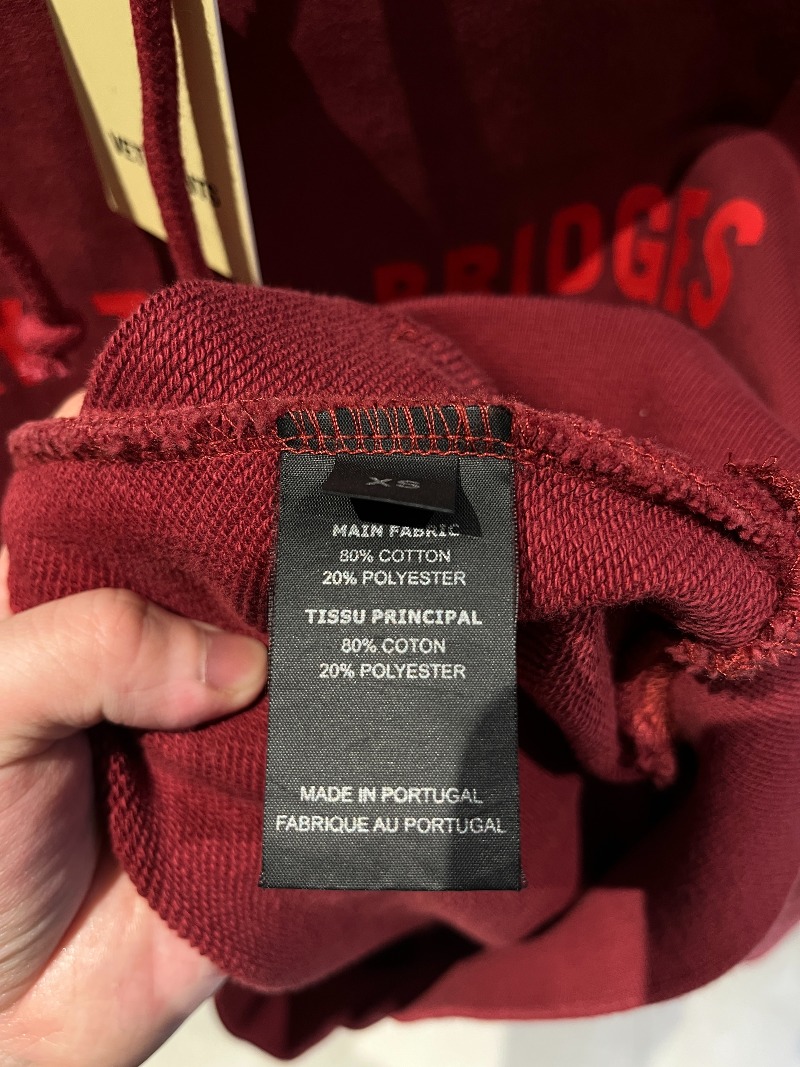 BRIDGES
XS
MAIN FABRIC
80% COTTON
20% POLYESTER
TISSU PRINCIPAL
80% COTON
20% POLYESTER
MADE IN PORTUGAL
FABRIQUE AU PORTUGAL